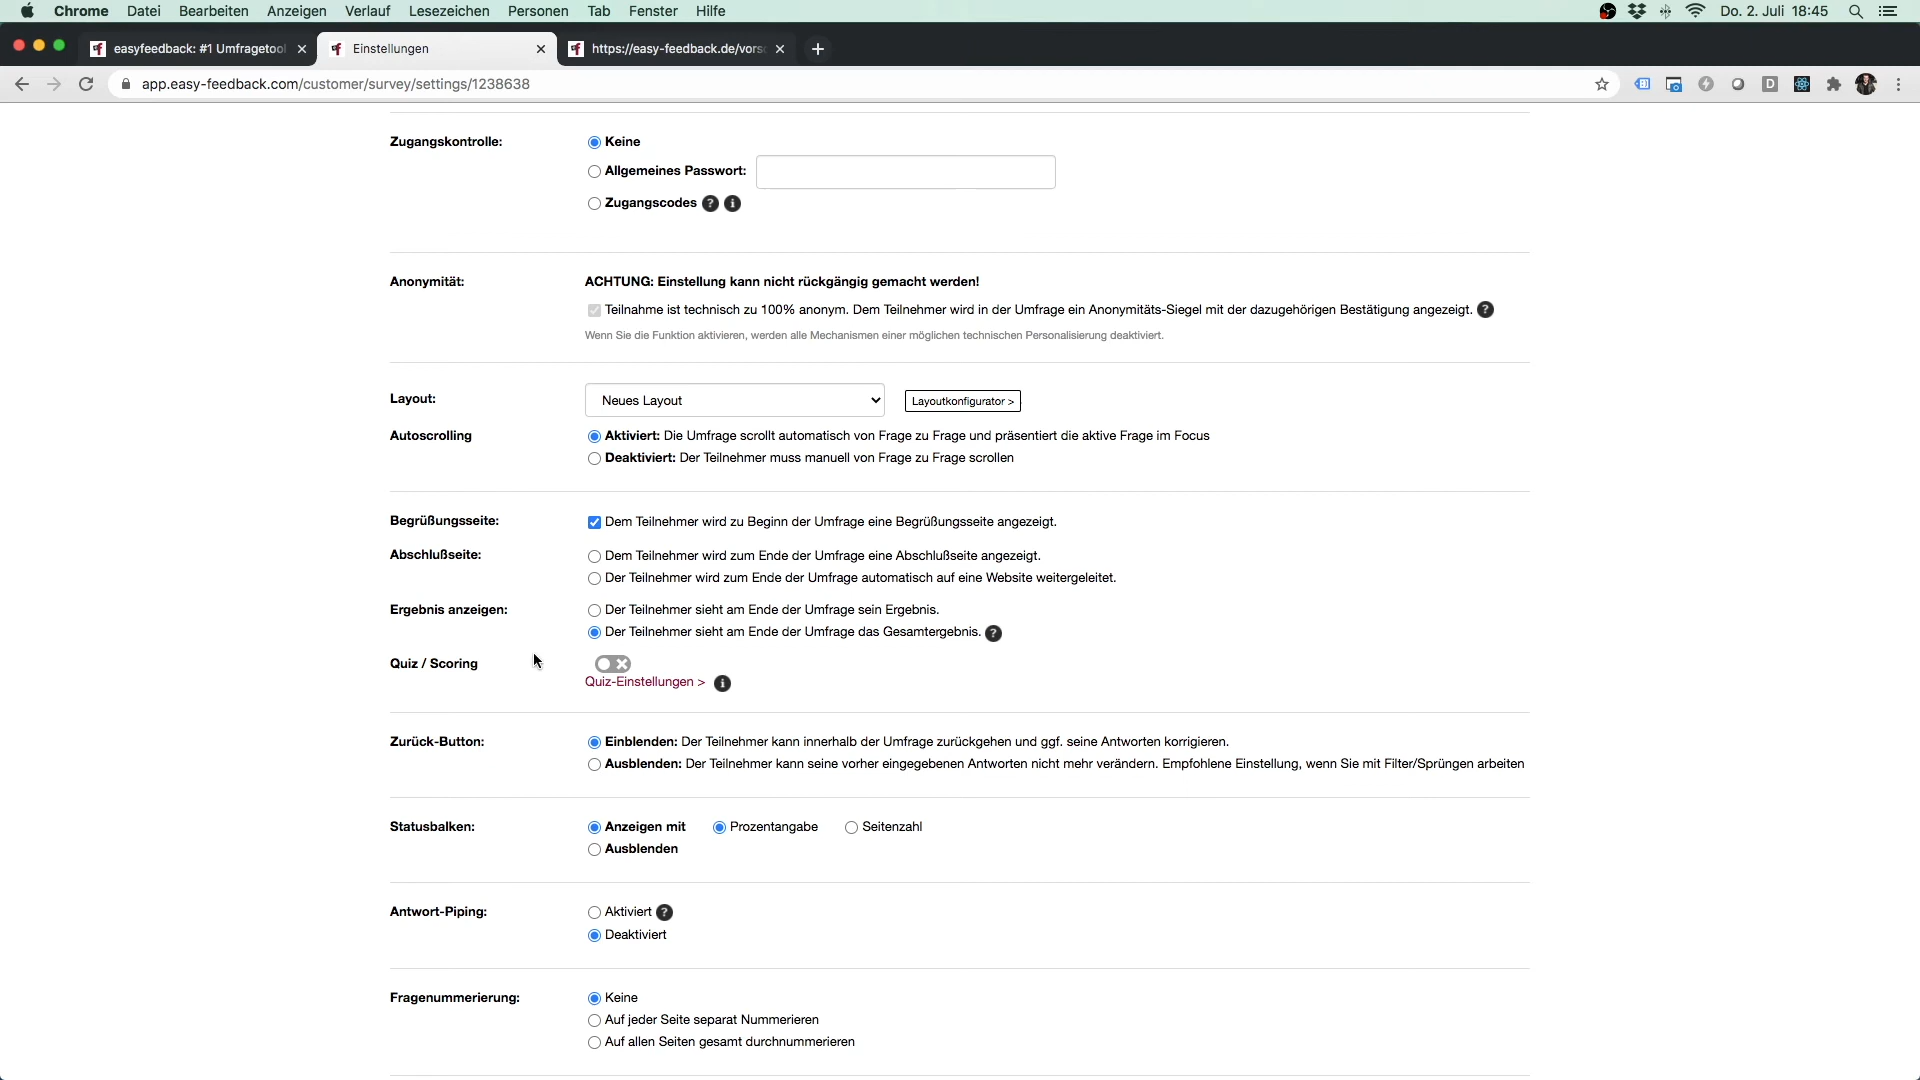 Chrome Datei Bearbeiten Anzeigen Verlauf Lesezeichen Personen Tab Fenster Hilfe Do. 2. Juli 18:45
easyfeedback: #1 Umfragetool Einstellungen https://easy-feedback.de/vors
app.easy-feedback.com/customer/survey/settings/1238638
Zugangskontrolle: Keine
Allgemeines Passwort:
Zugangscodes ? i
Anonymität: ACHTUNG: Einstellung kann nicht rückgängig gemacht werden!
Teilnahme ist technisch zu 100% anonym. Dem Teilnehmer wird in der Umfrage ein Anonymitäts-Siegel mit der dazugehörigen Bestätigung angezeigt. ?
Wenn Sie die Funktion aktivieren, werden alle Mechanismen einer möglichen technischen Personalisierung deaktiviert.
Layout: Neues Layout Layoutkonfigurator >
Autoscrolling Aktiviert: Die Umfrage scrollt automatisch von Frage zu Frage und präsentiert die aktive Frage im Focus
Deaktiviert: Der Teilnehmer muss manuell von Frage zu Frage scrollen
Begrüßungsseite: Dem Teilnehmer wird zu Beginn der Umfrage eine Begrüßungsseite angezeigt.
Abschlußseite: Dem Teilnehmer wird zum Ende der Umfrage eine Abschlußseite angezeigt.
Der Teilnehmer wird zum Ende der Umfrage automatisch auf eine Website weitergeleitet.
Ergebnis anzeigen: Der Teilnehmer sieht am Ende der Umfrage sein Ergebnis.
Der Teilnehmer sieht am Ende der Umfrage das Gesamtergebnis. ?
Quiz / Scoring
Quiz-Einstellungen > i
Zurück-Button: Einblenden: Der Teilnehmer kann innerhalb der Umfrage zurückgehen und ggf. seine Antworten korrigieren.
Ausblenden: Der Teilnehmer kann seine vorher eingegebenen Antworten nicht mehr verändern. Empfohlene Einstellung, wenn Sie mit Filter/Sprüngen arbeiten
Statusbalken: Anzeigen mit Prozentangabe Seitenzahl
Ausblenden
Antwort-Piping: Aktiviert ?
Deaktiviert
Fragenummerierung: Keine
Auf jeder Seite separat Nummerieren
Auf allen Seiten gesamt durchnummerieren